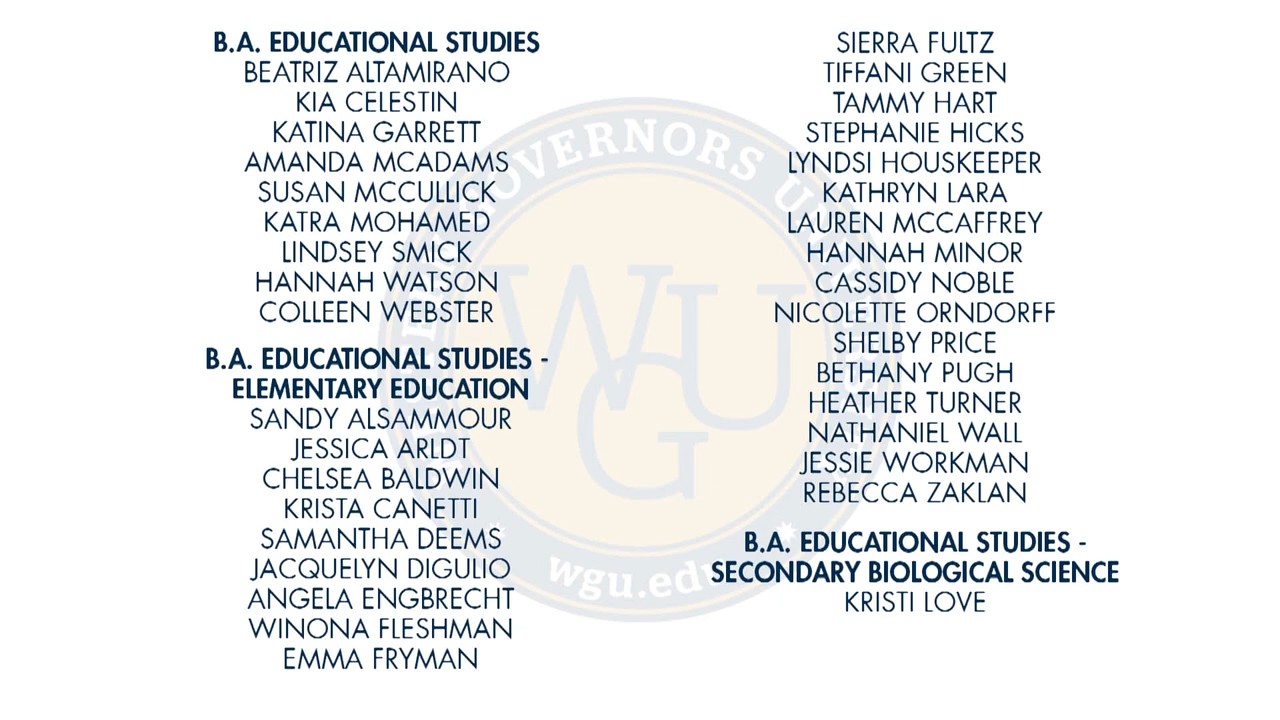 B.A. EDUCATIONAL STUDIES
BEATRIZ ALTAMIRANO
KIA CELESTIN
KATINA GARRETT
AMANDA MCADAMS
SUSAN MCCULLICK
KATRA MOHAMED
LINDSEY SMICK
HANNAH WATSON
COLLEEN WEBSTER
B.A. EDUCATIONAL STUDIES -
ELEMENTARY EDUCATION
SANDY ALSAMMOUR
JESSICA ARLDT
CHELSEA BALDWIN
KRISTA CANETTI
SAMANTHA DEEMS
JACQUELYN DIGULIO
ANGELA ENGBRECHT
WINONA FLESHMAN
EMMA FRYMAN
SIERRA FULTZ
TIFFANI GREEN
TAMMY HART
STEPHANIE HICKS
LYNDSI HOUSKEEPER
KATHRYN LARA
LAUREN MCCAFFREY
HANNAH MINOR
CASSIDY NOBLE
NICOLETTE ORNDORFF
SHELBY PRICE
BETHANY PUGH
HEATHER TURNER
NATHANIEL WALL
JESSIE WORKMAN
REBECCA ZAKLAN
B.A. EDUCATIONAL STUDIES -
SECONDARY BIOLOGICAL SCIENCE
KRISTI LOVE
GOVERNORS
WGU
wgu.edu